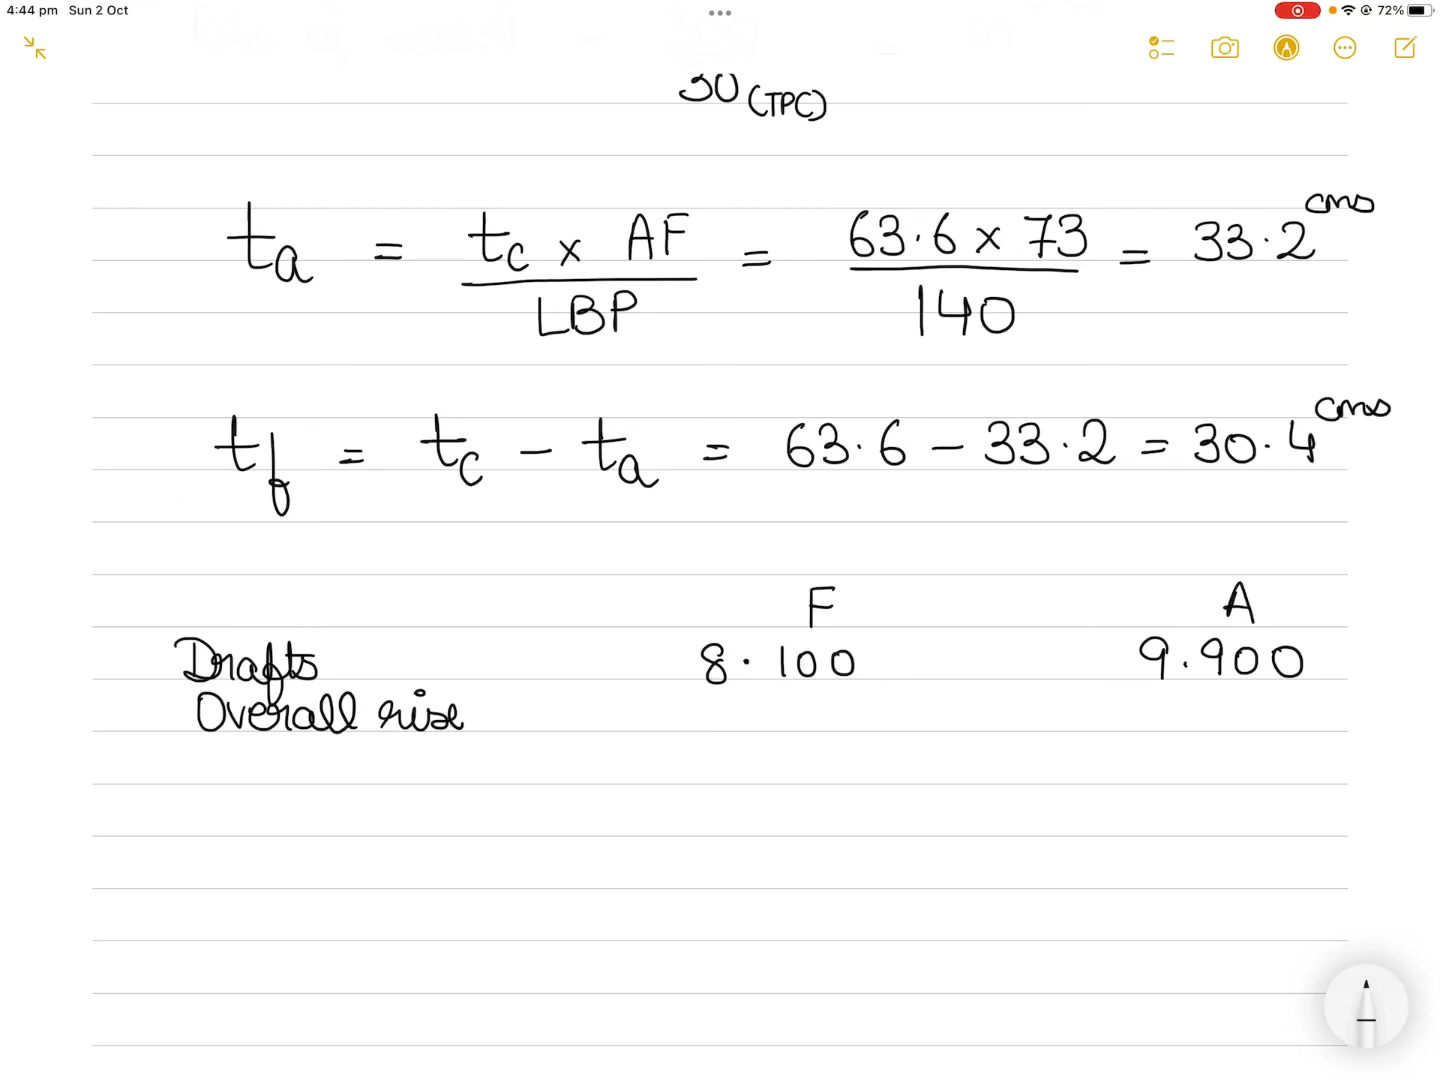 4:44 pm Sun 2 Oct 72%
30 (TPC)
ta = tc x AF / LBP = 63.6 x 73 / 140 = 33.2 cms
tf = tc - ta = 63.6 - 33.2 = 30.4 cms
F A
Drafts 8.100 9.900
Overall rise